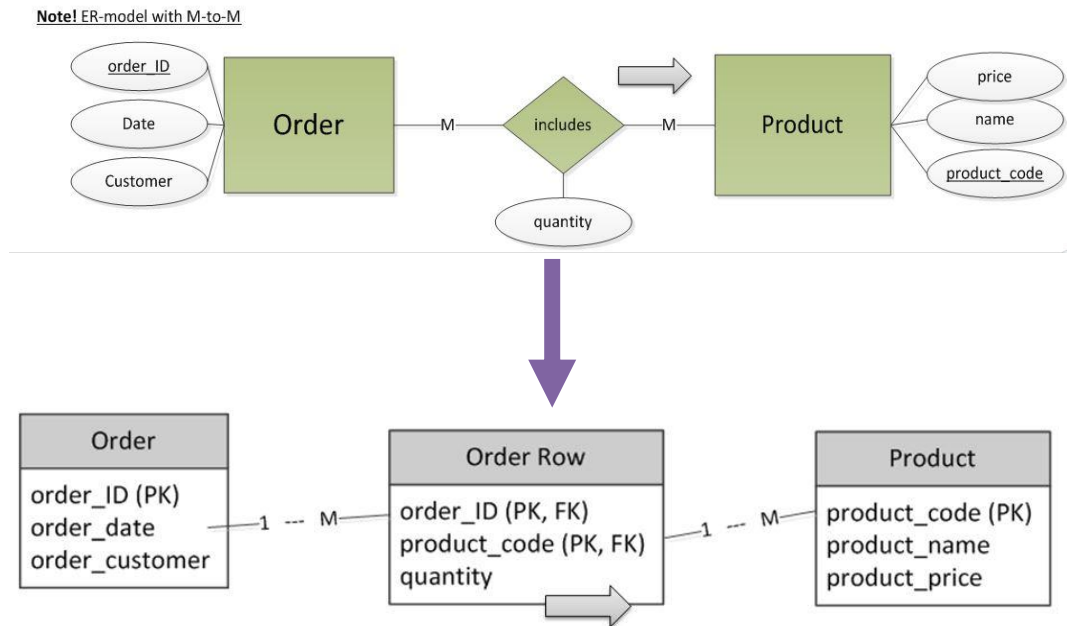 Note! ER-model with M-to-M
order_ID
Date
Customer
Order
M
includes
quantity
M
Product
price
name
product_code
Order
order_ID (PK)
order_date
order_customer
1 --- M
Order Row
order_ID (PK, FK)
product_code (PK, FK)
quantity
1 --- M
Product
product_code (PK)
product_name
product_price